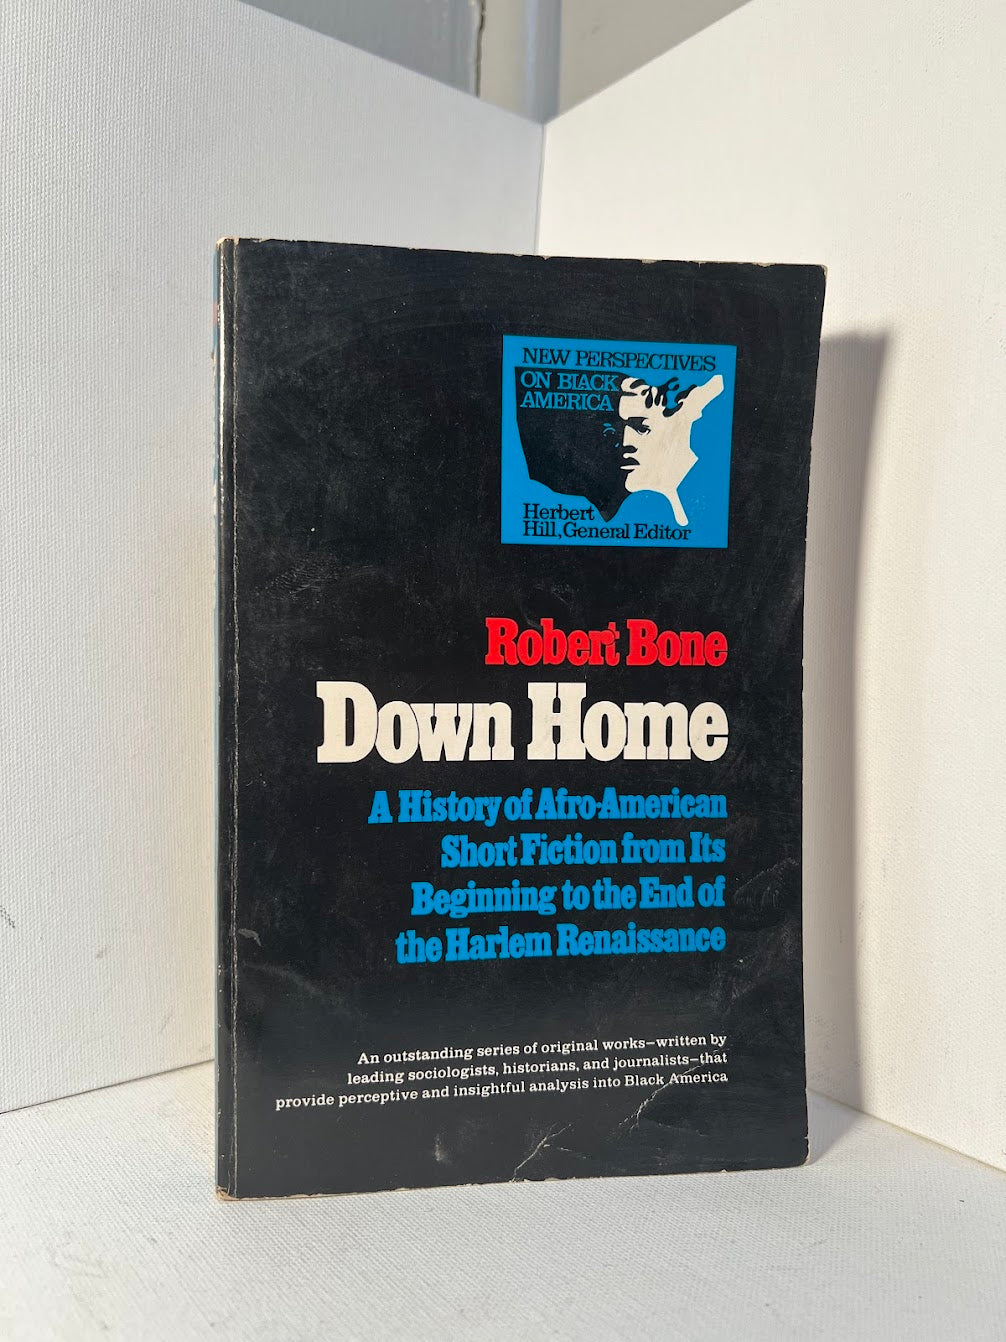 NEW PERSPECTIVES
ON BLACK
AMERICA
Herbert
Hill, General Editor
Robert Bone
Down Home
A History of Afro-American
Short Fiction from Its
Beginning to the End of
the Harlem Renaissance
An outstanding series of original works—written by
leading sociologists, historians, and journalists—that
provide perceptive and insightful analysis into Black America